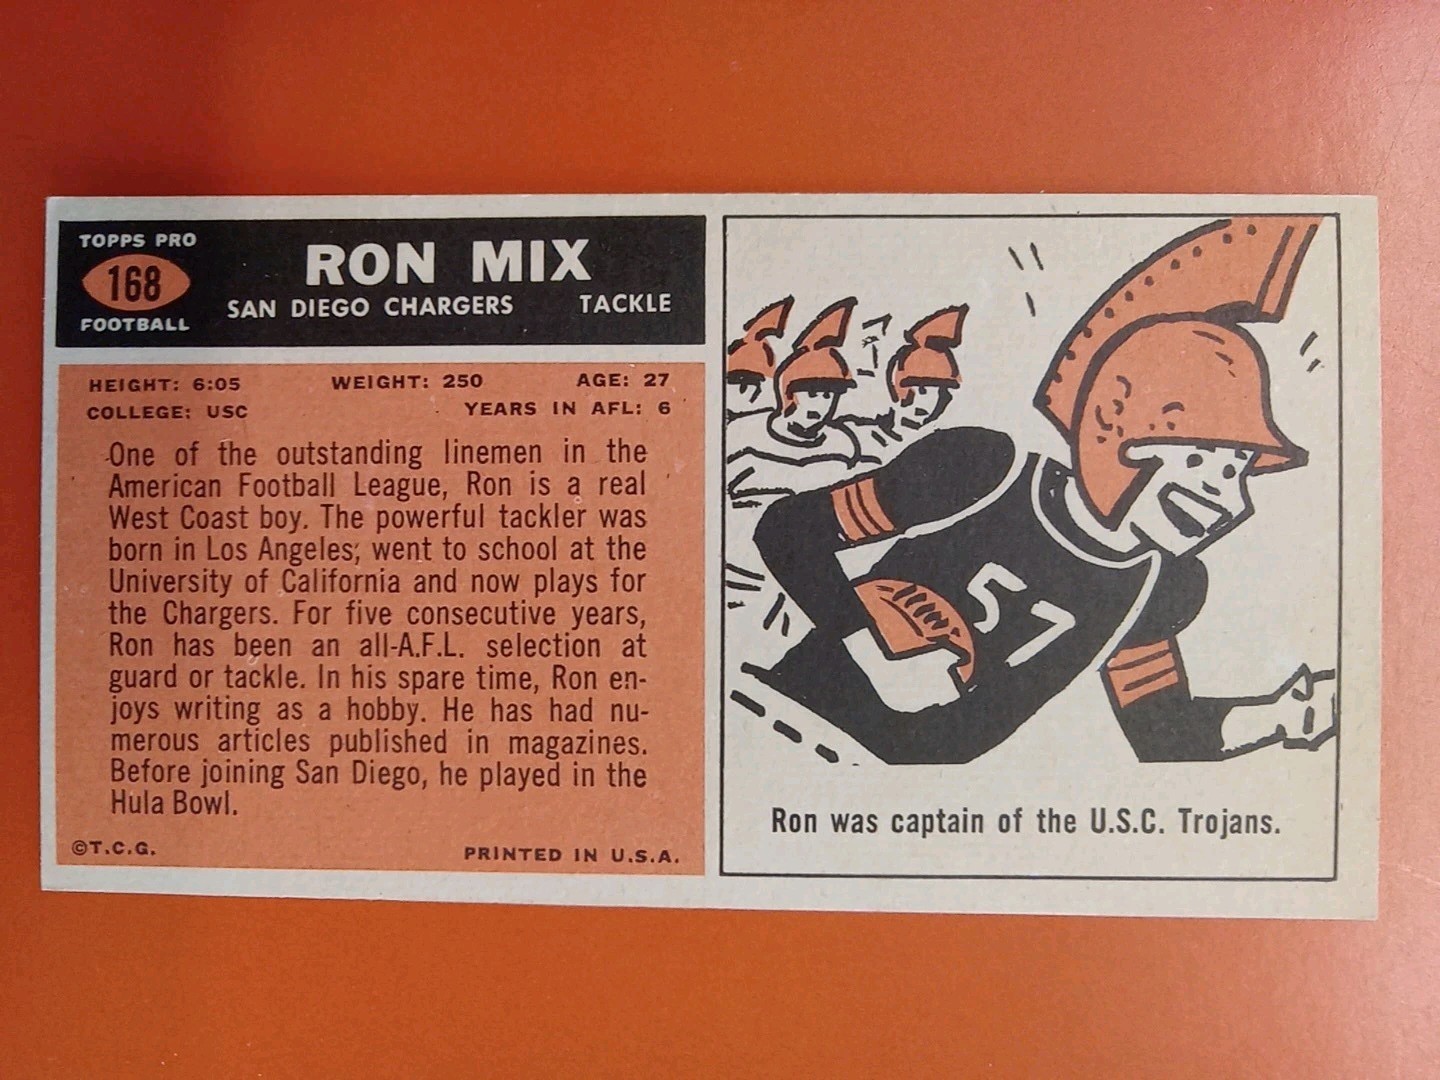 TOPPS PRO
168
FOOTBALL
RON MIX
SAN DIEGO CHARGERS TACKLE
HEIGHT: 6:05 WEIGHT: 250 AGE: 27
COLLEGE: USC YEARS IN AFL: 6
One of the outstanding linemen in the
American Football League, Ron is a real
West Coast boy. The powerful tackler was
born in Los Angeles; went to school at the
University of California and now plays for
the Chargers. For five consecutive years,
Ron has been an all-A.F.L. selection at
guard or tackle. In his spare time, Ron en-
joys writing as a hobby. He has had nu-
merous articles published in magazines.
Before joining San Diego, he played in the
Hula Bowl.
©T.C.G. PRINTED IN U.S.A.
57
Ron was captain of the U.S.C. Trojans.